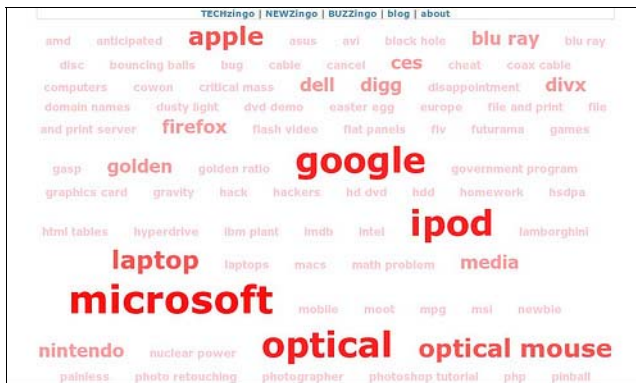 TECHzingo | NEWZingo | BUZZingo | blog | about
amd anticipated apple asus avi black hole blu ray blu ray
disc bouncing balls bug cable cancel ces cheat coax cable
computers cowon critical mass dell digg disappointment divx
domain names dusty light dvd demo easter egg europe file and print file
and print server firefox flash video flat panels flv futurama games
gasp golden golden ratio google government program
graphics card gravity hack hackers hd dvd hdd homework hsdpa
html tables hyperdrive ibm plant imdb intel ipod lamborghini
laptop laptops macs math problem media
microsoft mobile moot mpg msi newbie
nintendo nuclear power optical optical mouse
painless photo retouching photographer photoshop tutorial php pinball